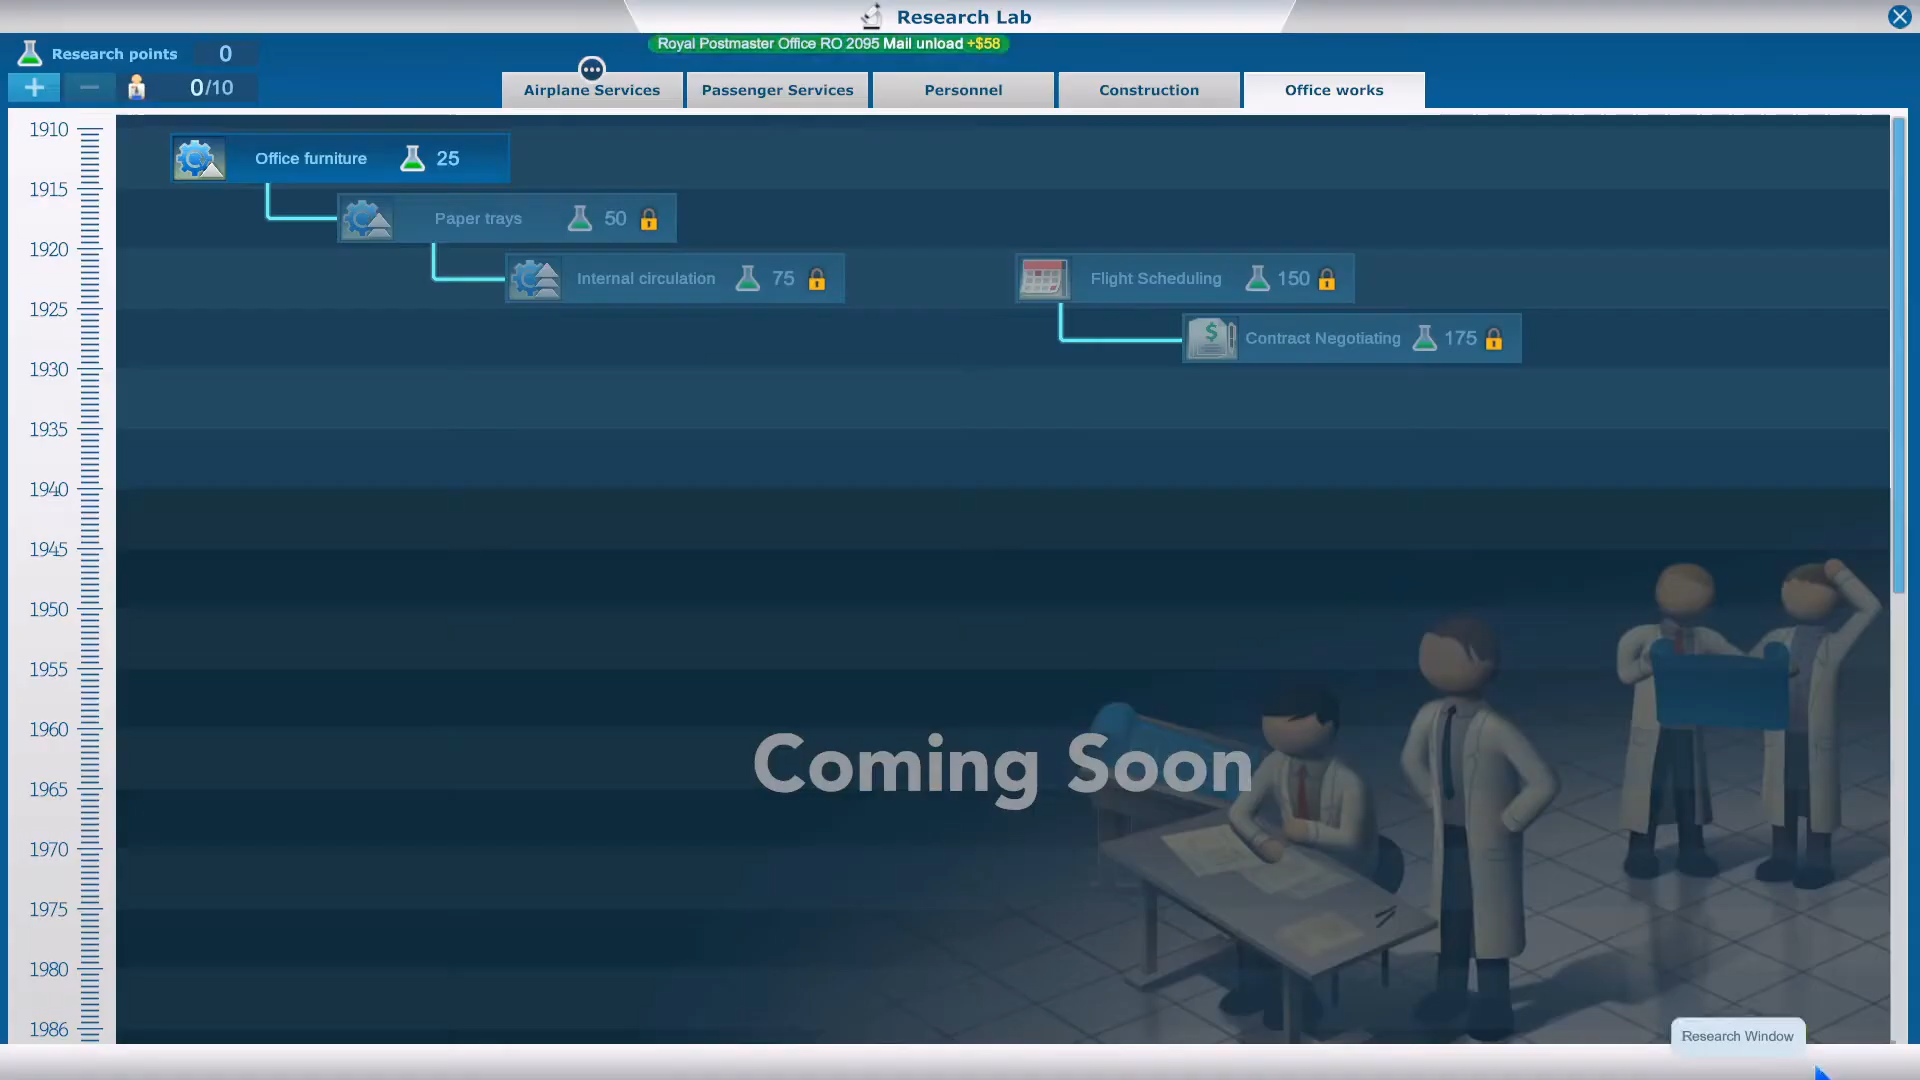 Research Lab
Royal Postmaster Office RO 2095 Mail unload +$58
Research points 0
0/10
Airplane Services
Passenger Services
Personnel
Construction
Office works
1910
Office furniture 25
1915
Paper trays 50
1920
Internal circulation 75
Flight Scheduling 150
1925
Contract Negotiating 175
1930
1935
1940
1945
1950
1955
1960
Coming Soon
1965
1970
1975
1980
1986
Research Window